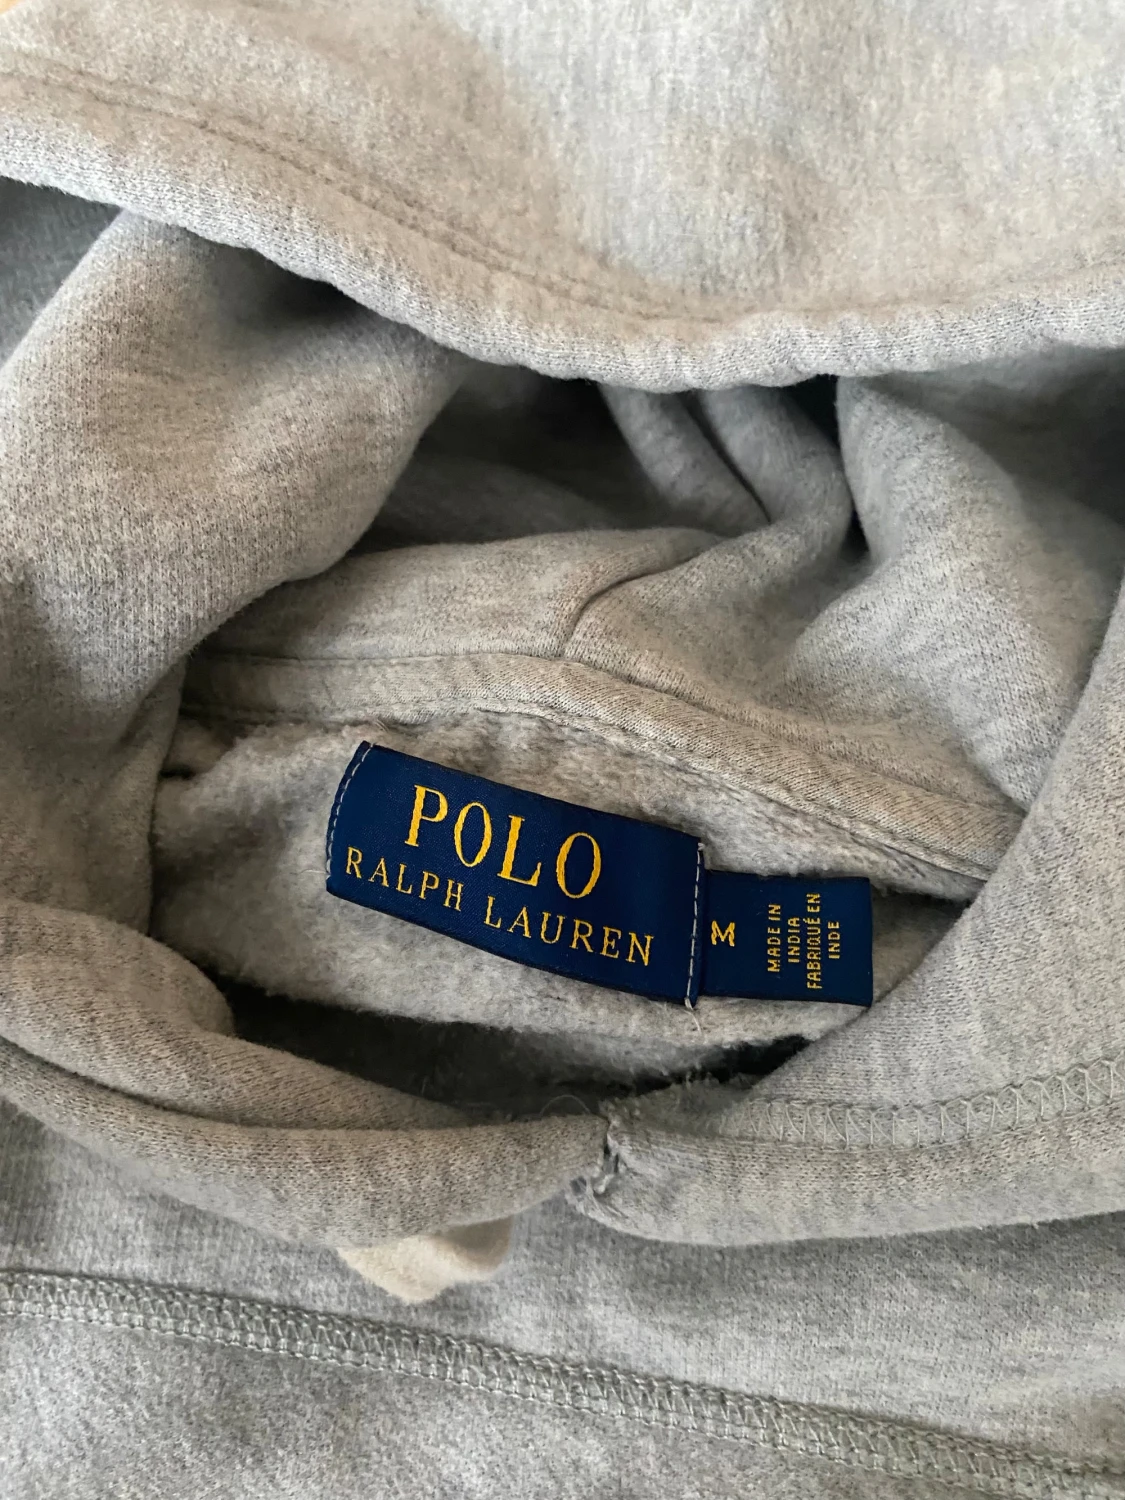 POLO
RALPH LAUREN
M
MADE IN
INDIA
FABRIQUÉ EN
INDE